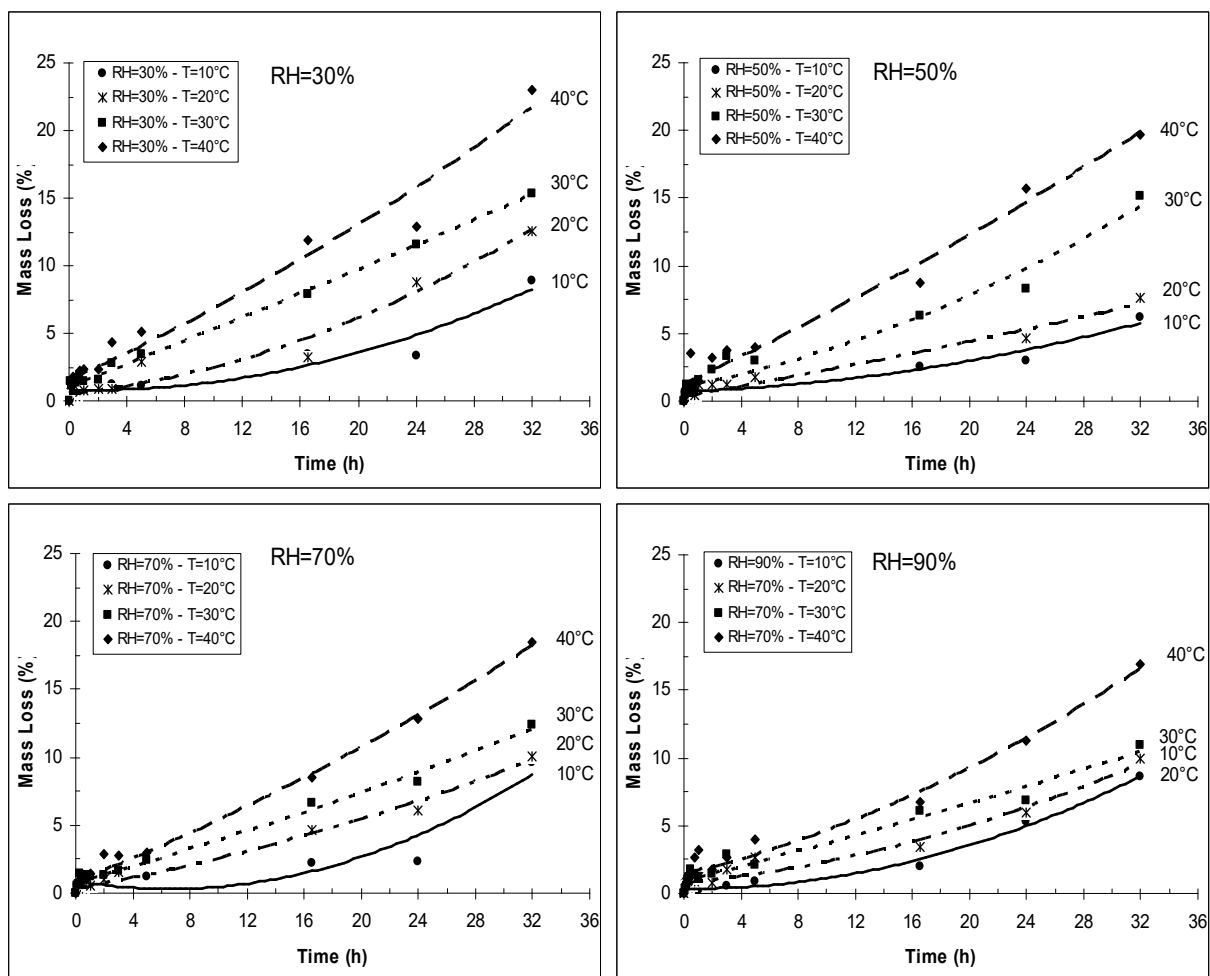 RH=30%
RH=30% - T=10°C
RH=30% - T=20°C
RH=30% - T=30°C
RH=30% - T=40°C
25
20
15
10
5
0
Mass Loss (%)
40°C
30°C
20°C
10°C
0 4 8 12 16 20 24 28 32 36
Time (h)
RH=50%
RH=50% - T=10°C
RH=50% - T=20°C
RH=50% - T=30°C
RH=50% - T=40°C
25
20
15
10
5
0
Mass Loss (%)
40°C
30°C
20°C
10°C
0 4 8 12 16 20 24 28 32 36
Time (h)
RH=70%
RH=70% - T=10°C
RH=70% - T=20°C
RH=70% - T=30°C
RH=70% - T=40°C
25
20
15
10
5
0
Mass Loss (%)
40°C
30°C
20°C
10°C
0 4 8 12 16 20 24 28 32 36
Time (h)
RH=90%
RH=90% - T=10°C
RH=70% - T=20°C
RH=70% - T=30°C
RH=70% - T=40°C
25
20
15
10
5
0
Mass Loss (%)
40°C
30°C
10°C
20°C
0 4 8 12 16 20 24 28 32 36
Time (h)